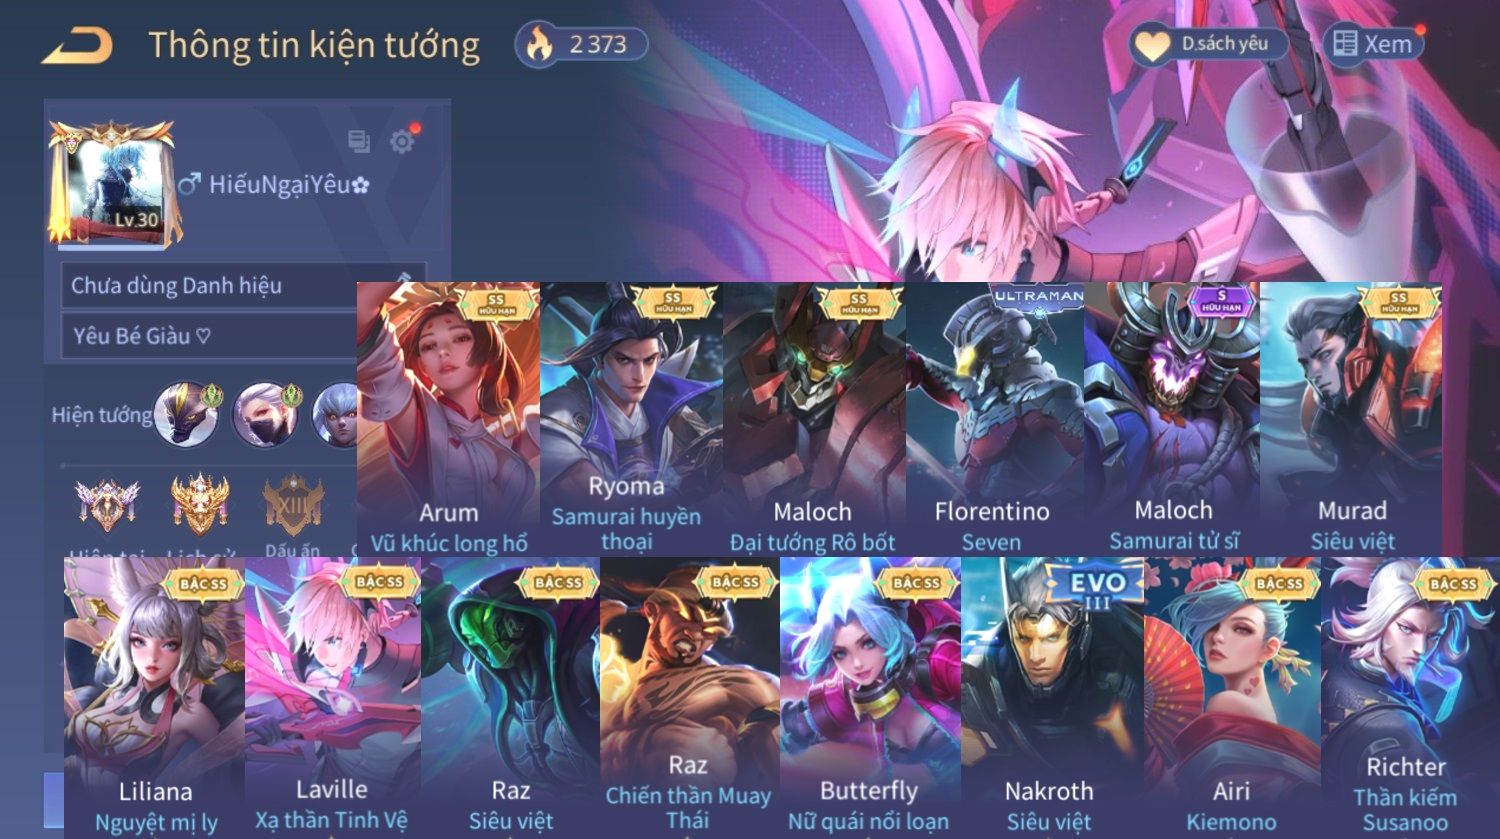 Thông tin kiện tướng
2 373
D.sách yêu
Xem
Lv.30
HiếuNgạiYêu✿
Chưa dùng Danh hiệu
Yêu Bé Giàu ♡
Hiện tướng
XIII
Dấu ấn
SS
HỮU HẠN
Arum
Vũ khúc long hổ
SS
HỮU HẠN
Ryoma
Samurai huyền
thoại
SS
HỮU HẠN
Maloch
Đại tướng Rô bốt
ULTRAMAN
Florentino
Seven
S
HỮU HẠN
Maloch
Samurai tử sĩ
SS
HỮU HẠN
Murad
Siêu việt
BẬC SS
Liliana
Nguyệt mị ly
BẬC SS
Laville
Xạ thần Tinh Vệ
BẬC SS
Raz
Siêu việt
BẬC SS
Raz
Chiến thần Muay
Thái
BẬC SS
Butterfly
Nữ quái nổi loạn
EVO
III
Nakroth
Siêu việt
BẬC SS
Airi
Kiemono
BẬC SS
Richter
Thần kiếm
Susanoo